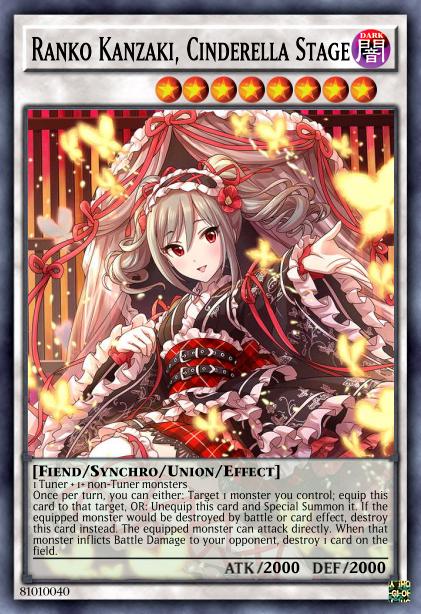 RANKO KANZAKI, CINDERELLA STAGE
DARK
闇
[FIEND/SYNCHRO/UNION/EFFECT]
1 Tuner + 1+ non-Tuner monsters
Once per turn, you can either: Target 1 monster you control; equip this
card to that target, OR: Unequip this card and Special Summon it. If the
equipped monster would be destroyed by battle or card effect, destroy
this card instead. The equipped monster can attack directly. When that
monster inflicts Battle Damage to your opponent, destroy 1 card on the
field.
ATK/2000 DEF/2000
81010040